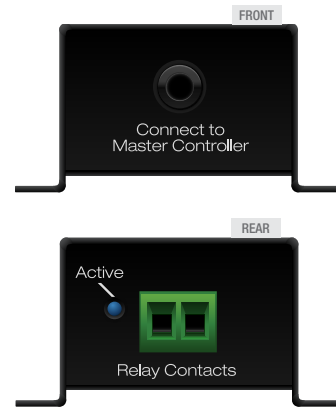 FRONT
Connect to
Master Controller
REAR
Active
Relay Contacts